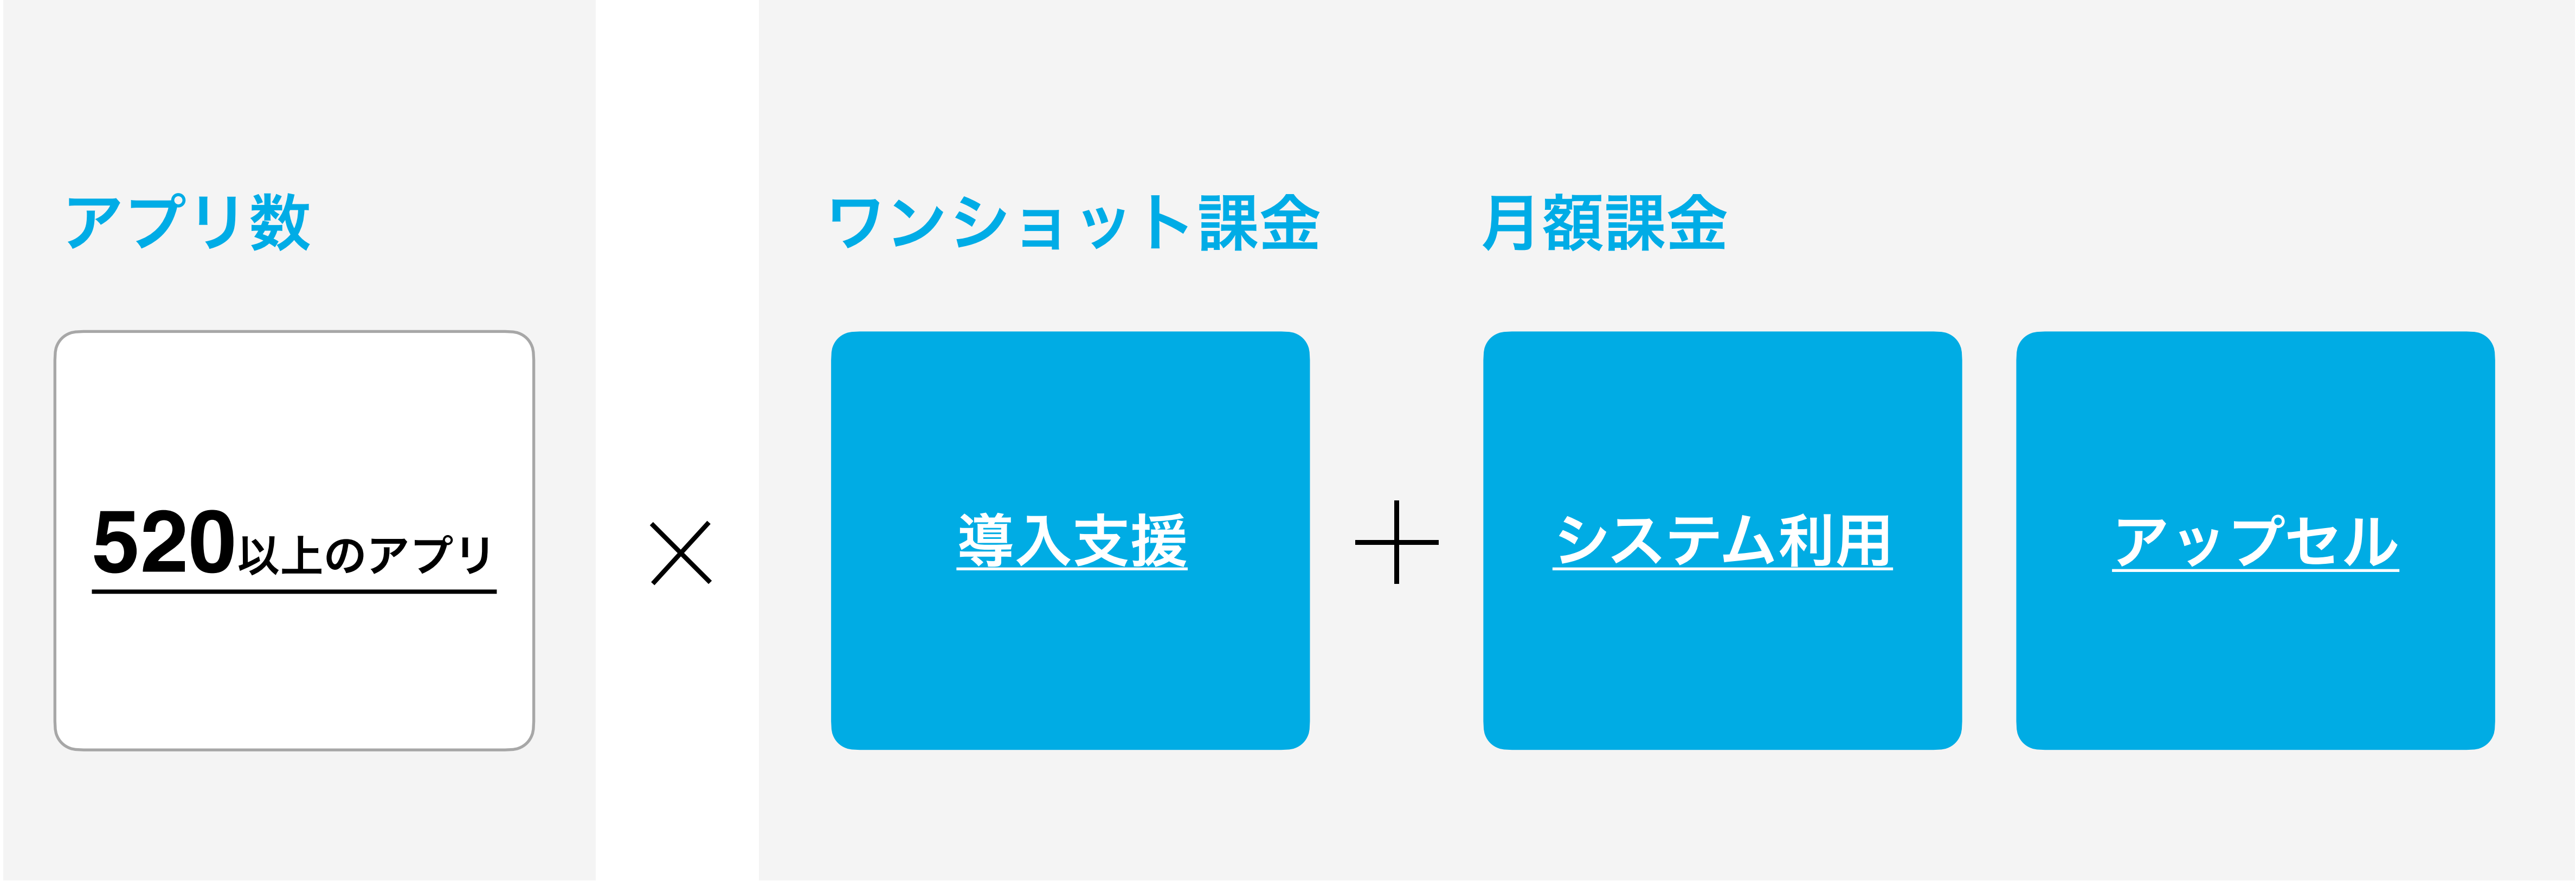 アプリ数
520以上のアプリ
×
ワンショット課金
導入支援
+
月額課金
システム利用
アップセル